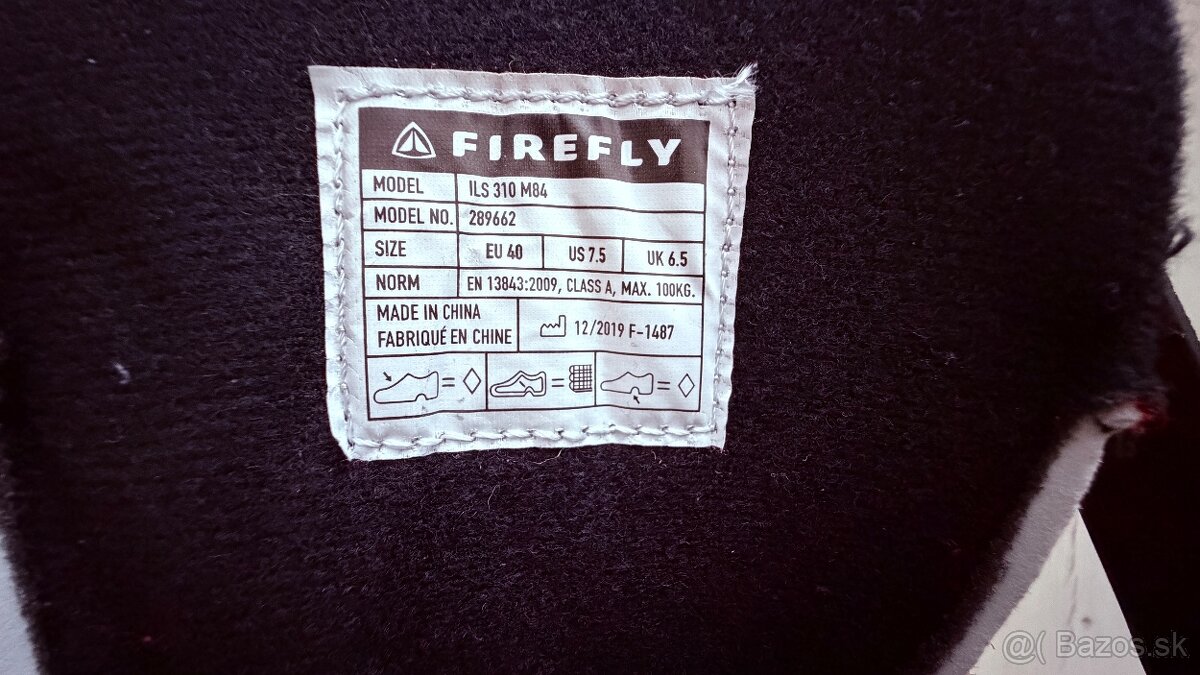 FIREFLY
MODEL ILS 310 M84
MODEL NO. 289662
SIZE EU 40 US 7.5 UK 6.5
NORM EN 13843:2009, CLASS A, MAX. 100KG.
MADE IN CHINA
FABRIQUÉ EN CHINE
12/2019 F-1487
= = =
@( Bazos.sk